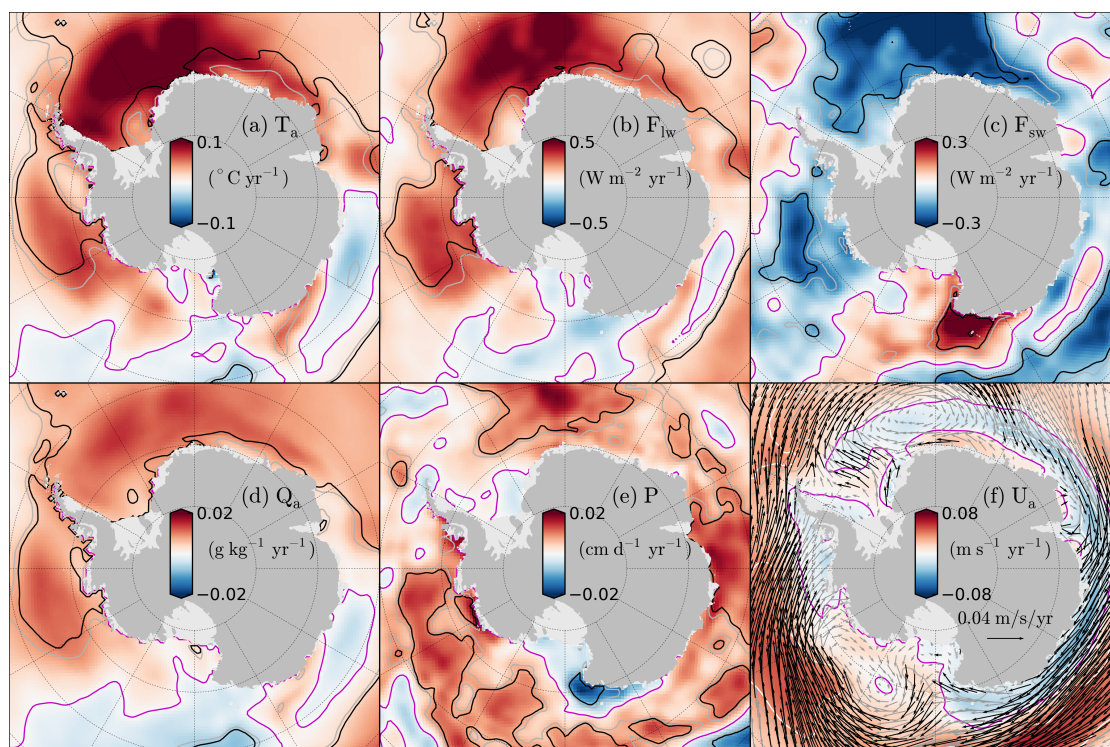 (a) Tₐ
0.1
(°C yr⁻¹)
−0.1
(b) Fₗw
0.5
(W m⁻² yr⁻¹)
−0.5
(c) Fsw
0.3
(W m⁻² yr⁻¹)
−0.3
(d) Qₐ
0.02
(g kg⁻¹ yr⁻¹)
−0.02
(e) P
0.02
(cm d⁻¹ yr⁻¹)
−0.02
(f) Uₐ
0.08
(m s⁻¹ yr⁻¹)
−0.08
0.04 m/s/yr